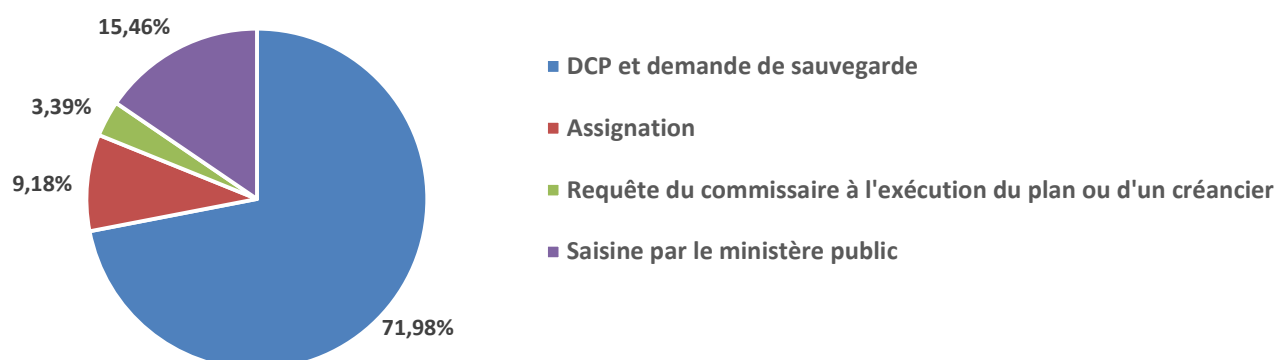 15,46%
3,39%
9,18%
71,98%
DCP et demande de sauvegarde
Assignation
Requête du commissaire à l'exécution du plan ou d'un créancier
Saisine par le ministère public